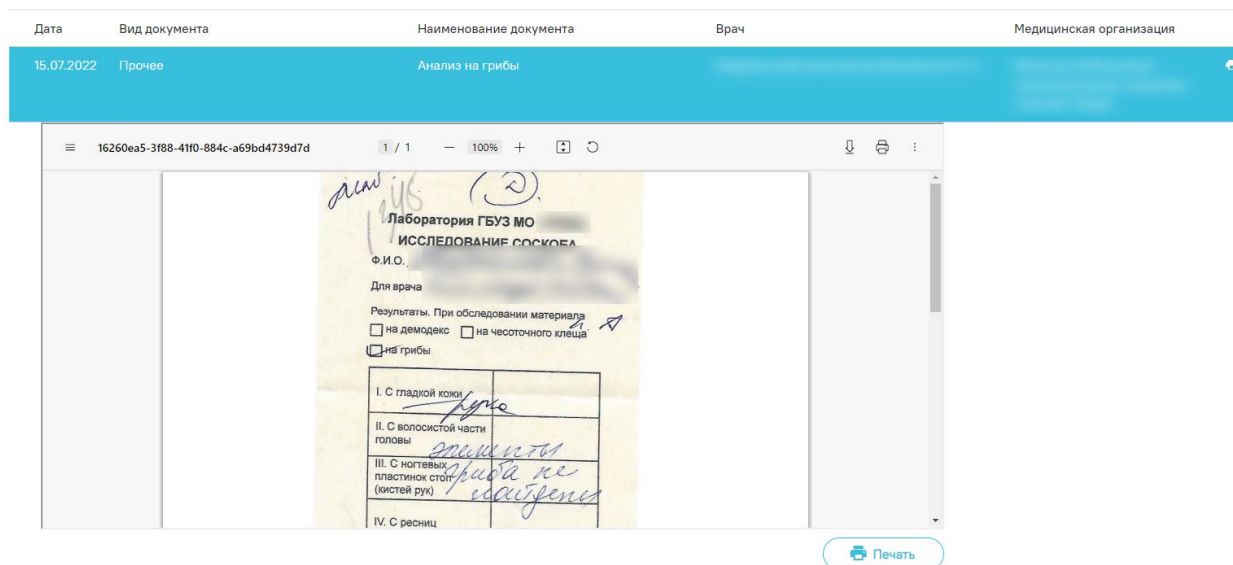 Дата Вид документа Наименование документа Врач Медицинская организация
15.07.2022 Прочее Анализ на грибы
16260ea5-3f88-41f0-884c-a69bd4739d7d 1 / 1 — 100% +
2
Лаборатория ГБУЗ МО
ИССЛЕДОВАНИЕ СОСКОБА
Ф.И.О.
Для врача
Результаты. При обследовании материала
на демодекс на чесоточного клеща
на грибы
I. С гладкой кожи
рука
II. С волосистой части
головы
элементы
III. С ногтевых
пластинок стоп
(кистей рук)
гриба не
найдены
IV. С ресниц
Печать